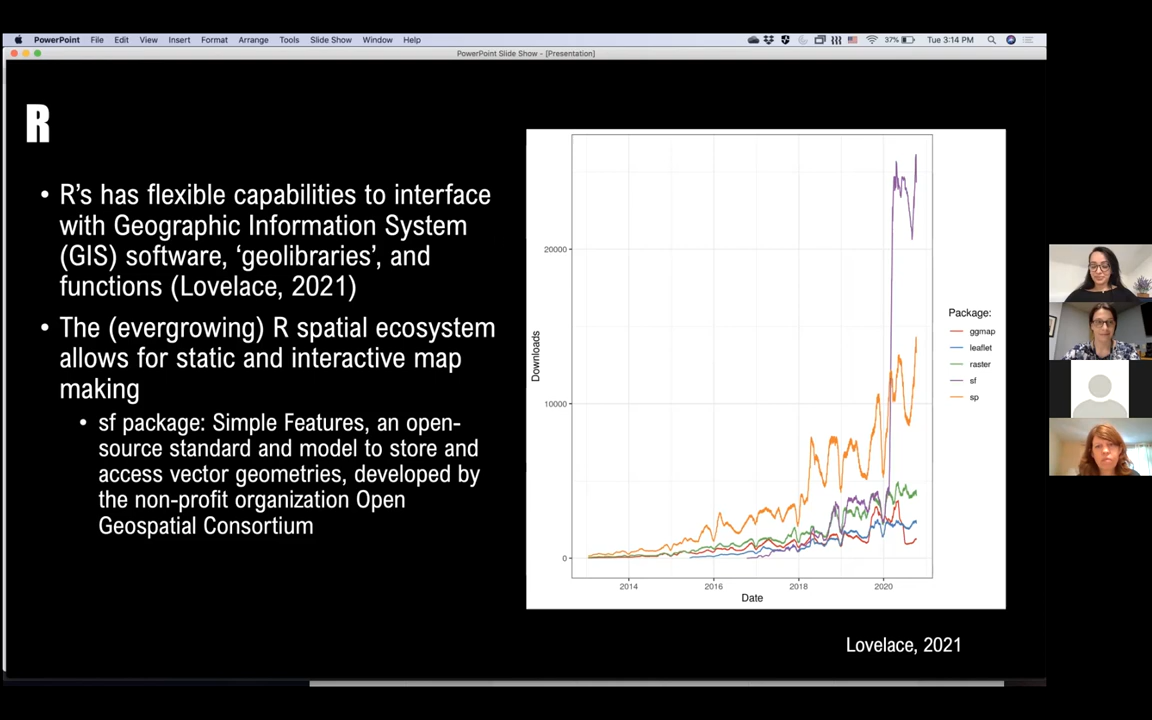 PowerPoint File Edit View Insert Format Arrange Tools Slide Show Window Help 37% Tue 3:14 PM
PowerPoint Slide Show - [Presentation]
R
• R’s has flexible capabilities to interface
with Geographic Information System
(GIS) software, ‘geolibraries’, and
functions (Lovelace, 2021)
• The (evergrowing) R spatial ecosystem
allows for static and interactive map
making
• sf package: Simple Features, an open-
source standard and model to store and
access vector geometries, developed by
the non-profit organization Open
Geospatial Consortium
Downloads
20000
10000
0
2014 2016 2018 2020
Date
Package:
ggmap
leaflet
raster
sf
sp
Lovelace, 2021